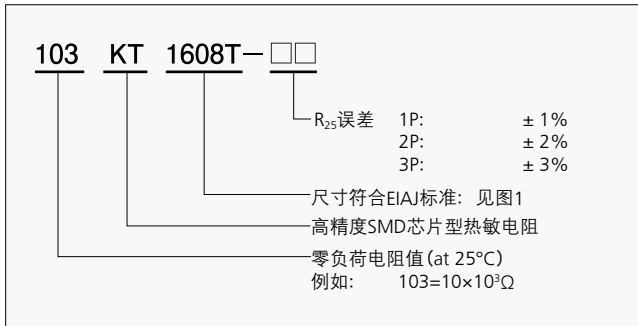 103 KT 1608T－□□
R₂₅误差 1P: ± 1%
2P: ± 2%
3P: ± 3%
尺寸符合EIAJ标准: 见图1
高精度SMD芯片型热敏电阻
零负荷电阻值(at 25°C)
例如: 103=10×10³Ω